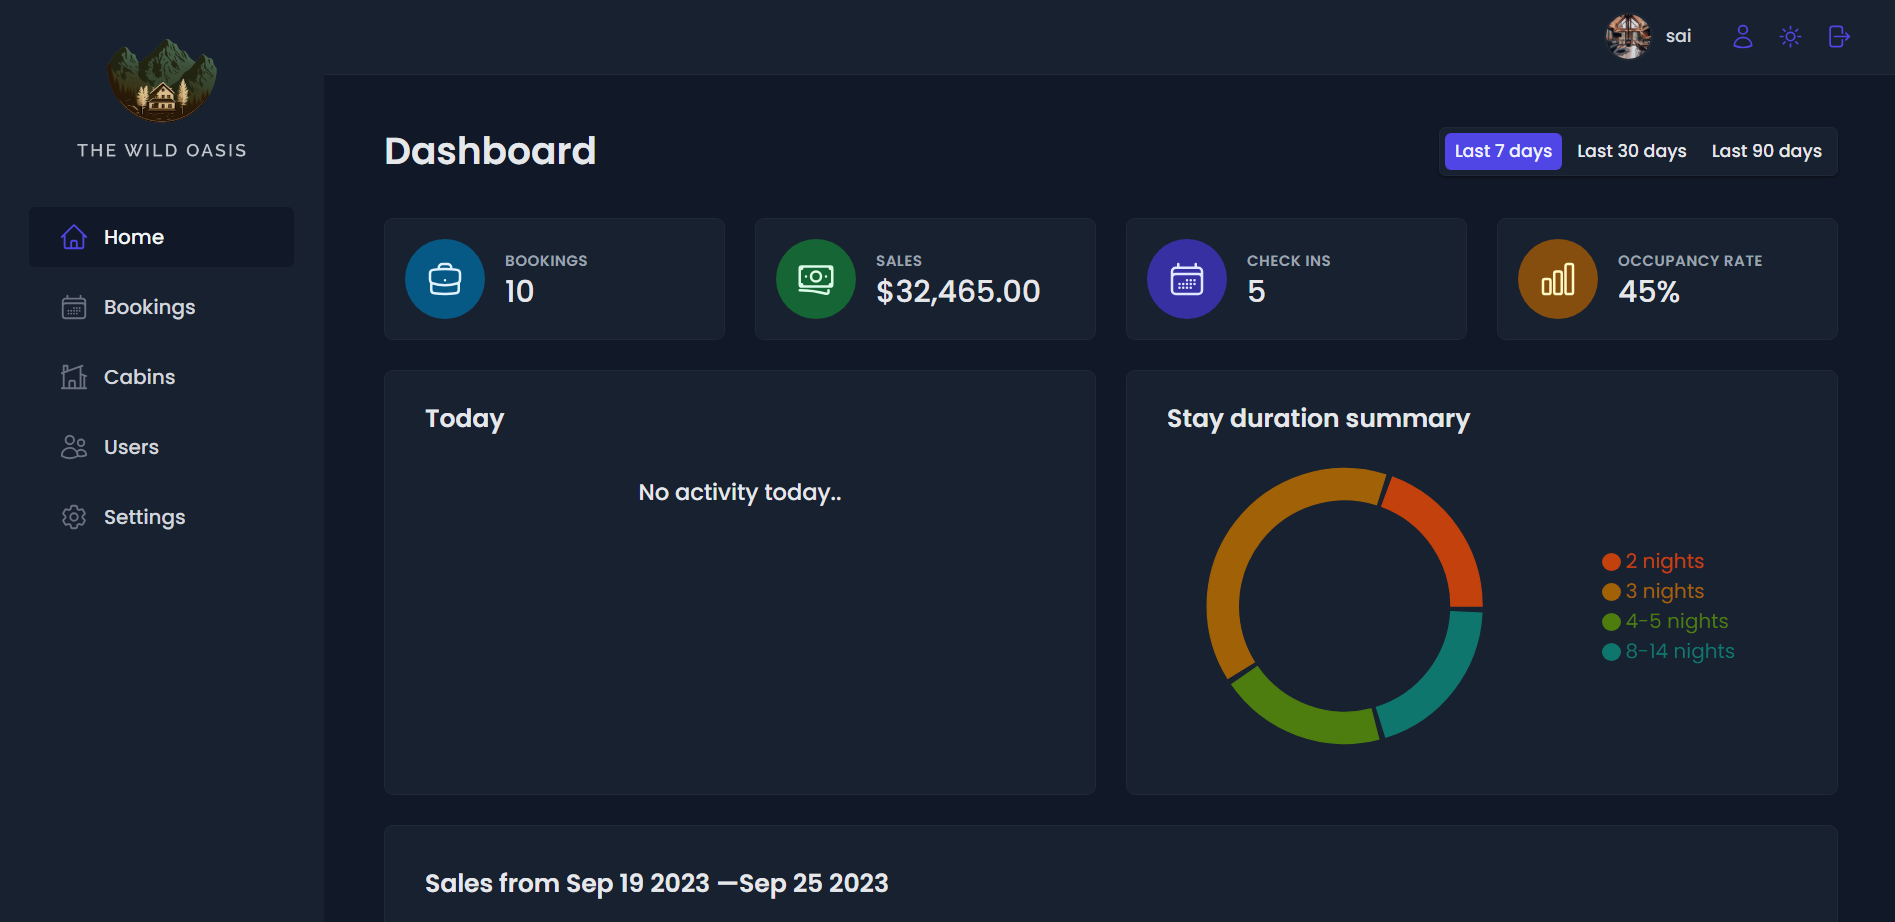 THE WILD OASIS
Home
Bookings
Cabins
Users
Settings
sai
Dashboard
Last 7 days
Last 30 days
Last 90 days
BOOKINGS
10
SALES
$32,465.00
CHECK INS
5
OCCUPANCY RATE
45%
Today
No activity today..
Stay duration summary
2 nights
3 nights
4-5 nights
8-14 nights
Sales from Sep 19 2023 —Sep 25 2023